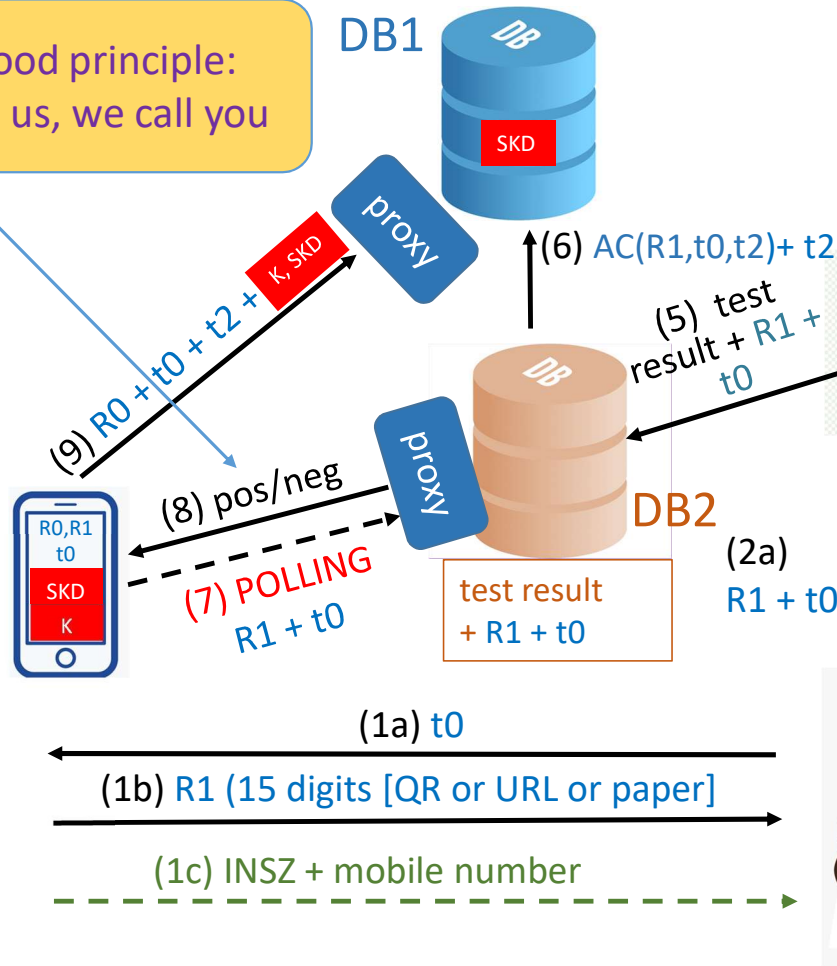 DB1
DB
ood principle:
us, we call you
SKD
proxy
(6) AC(R1,t0,t2)+ t2
K, SKD
(9) R0 + t0 + t2 +
(5) test
result + R1 +
t0
DB
proxy
(8) pos/neg
DB2
R0,R1
t0
SKD
K
(7) POLLING
R1 + t0
test result
+ R1 + t0
(2a)
R1 + t0
(1a) t0
(1b) R1 (15 digits [QR or URL or paper]
(1c) INSZ + mobile number